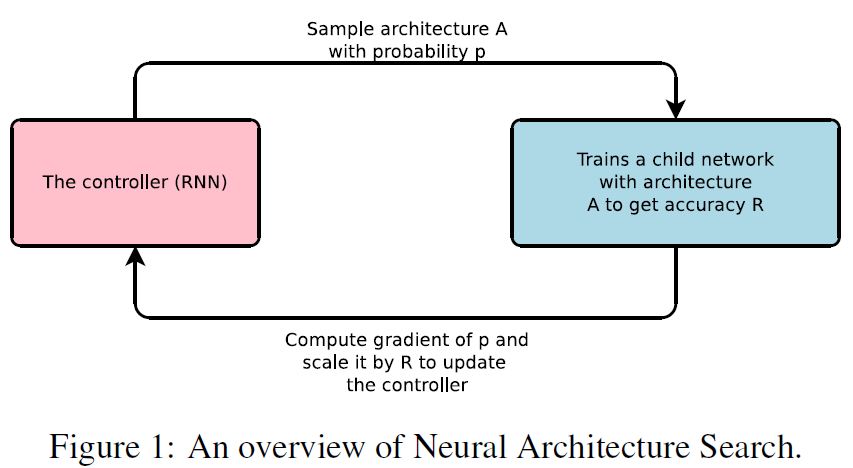 Sample architecture A
with probability p
The controller (RNN)
Trains a child network
with architecture
A to get accuracy R
Compute gradient of p and
scale it by R to update
the controller
Figure 1: An overview of Neural Architecture Search.